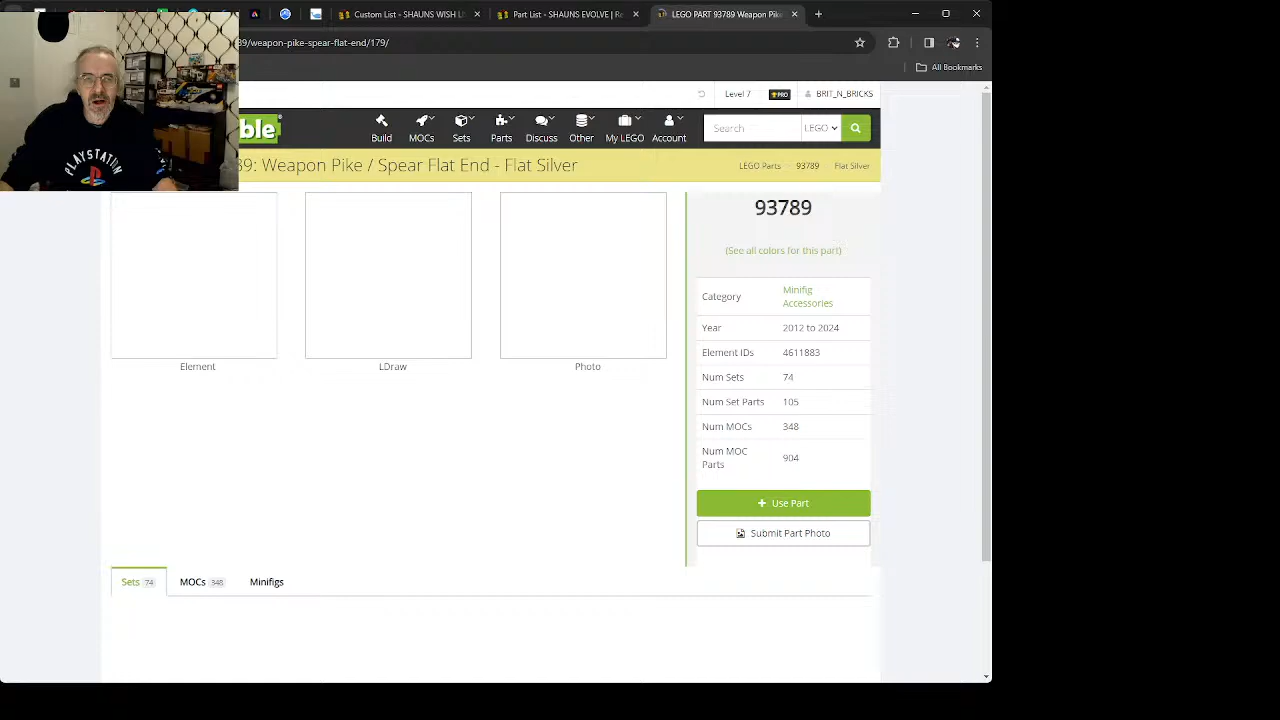 Custom List - SHAUNS WISH L
Part List - SHAUNS EVOLVE | Re
LEGO PART 93789 Weapon Pike
39/weapon-pike-spear-flat-end/179/
All Bookmarks
Level 7
PRO
BRIT_N_BRICKS
ble
Build
MOCs
Sets
Parts
Discuss
Other
My LEGO
Account
Search
LEGO
39: Weapon Pike / Spear Flat End - Flat Silver
LEGO Parts
93789
Flat Silver
PLAYSTATION
93789
(See all colors for this part)
Category
Minifig
Accessories
Year
2012 to 2024
Element IDs
4611883
Num Sets
74
Num Set Parts
105
Num MOCs
348
Num MOC
Parts
904
Use Part
Submit Part Photo
Element
LDraw
Photo
Sets 74
MOCs 348
Minifigs